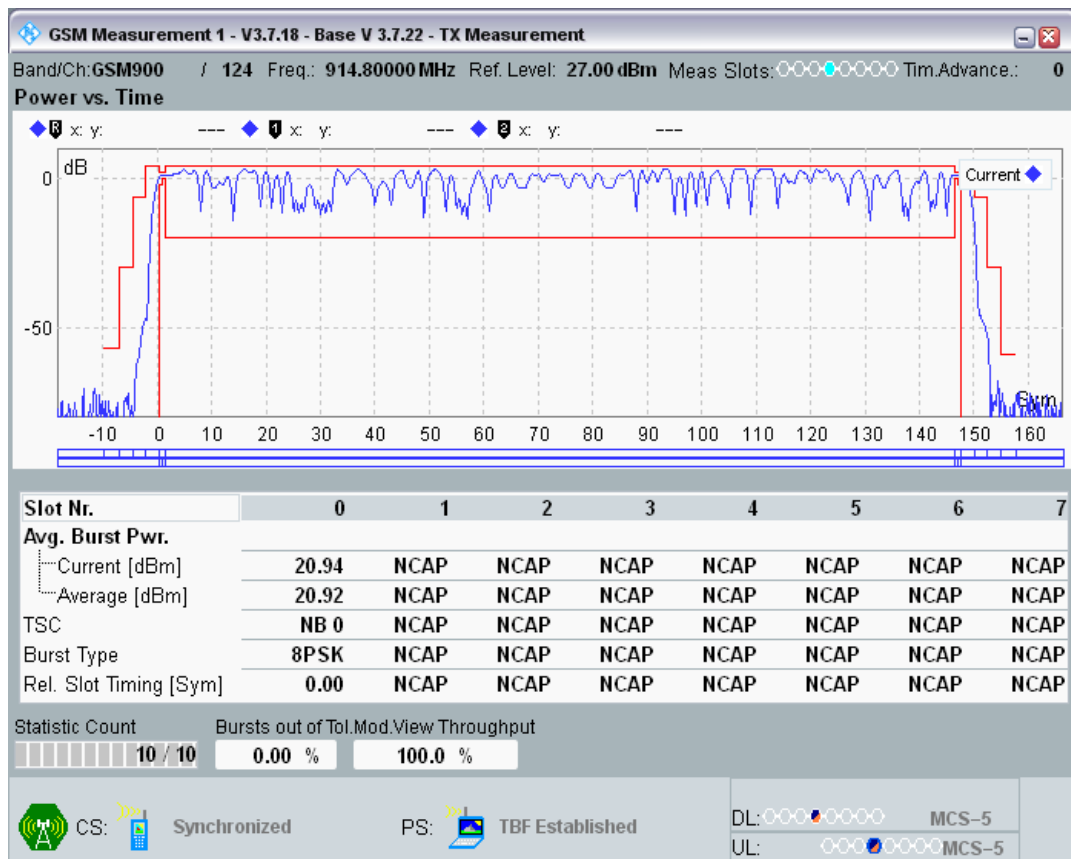 GSM Measurement 1 - V3.7.18 - Base V 3.7.22 - TX Measurement
Band/Ch:GSM900 / 124 Freq.: 914.80000 MHz Ref. Level: 27.00 dBm Meas Slots: Tim.Advance.: 0
Power vs. Time
R x: y: --- 1 x: y: --- 2 x: y: ---
dB
0
Current
-50
Sym
-10 0 10 20 30 40 50 60 70 80 90 100 110 120 130 140 150 160
Slot Nr. 0 1 2 3 4 5 6 7
Avg. Burst Pwr.
Current [dBm] 20.94 NCAP NCAP NCAP NCAP NCAP NCAP NCAP
Average [dBm] 20.92 NCAP NCAP NCAP NCAP NCAP NCAP NCAP
TSC NB 0 NCAP NCAP NCAP NCAP NCAP NCAP NCAP
Burst Type 8PSK NCAP NCAP NCAP NCAP NCAP NCAP NCAP
Rel. Slot Timing [Sym] 0.00 NCAP NCAP NCAP NCAP NCAP NCAP NCAP
Statistic Count Bursts out of Tol.Mod.View Throughput
10 / 10 0.00 % 100.0 %
CS: Synchronized PS: TBF Established
DL: MCS-5
UL: MCS-5